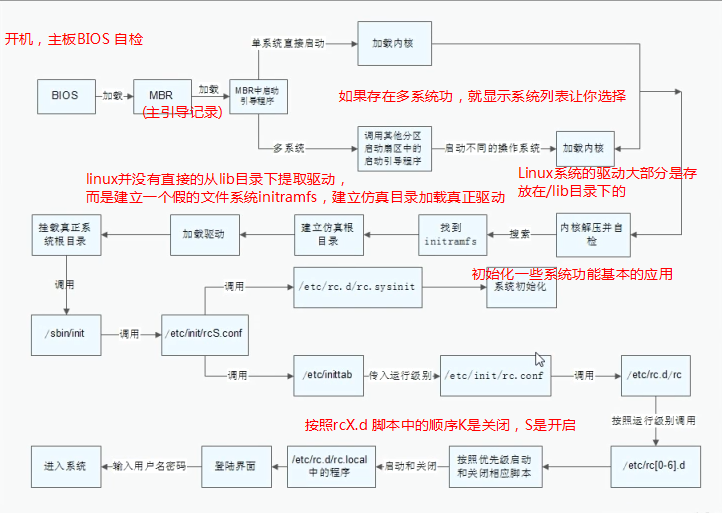 开机，主板BIOS 自检
单系统直接启动
加载内核
BIOS
加载
MBR
(主引导记录)
加载
MBR中启动
引导程序
如果存在多系统功，就显示系统列表让你选择
多系统
调用其他分区
启动扇区中的
启动引导程序
启动不同的操作系统
加载内核
linux并没有直接的从lib目录下提取驱动，
而是建立一个假的文件系统initramfs，建立仿真目录加载真正驱动
Linux系统的驱动大部分是存
放在/lib目录下的
挂载真正系
统根目录
加载驱动
建立仿真根
目录
找到
initramfs
搜索
内核解压并自
检
初始化一些系统功能基本的应用
调用
调用
/etc/rc.d/rc.sysinit
系统初始化
/sbin/init
调用
/etc/init/rcS.conf
调用
/etc/inittab
传入运行级别
/etc/init/rc.conf
调用
/etc/rc.d/rc
按照rcX.d 脚本中的顺序K是关闭，S是开启
按照运行级别调用
进入系统
输入用户名密码
登陆界面
/etc/rc.d/rc.local
中的程序
启动和关闭
按照优先级启动
和关闭相应脚本
/etc/rc[0-6].d